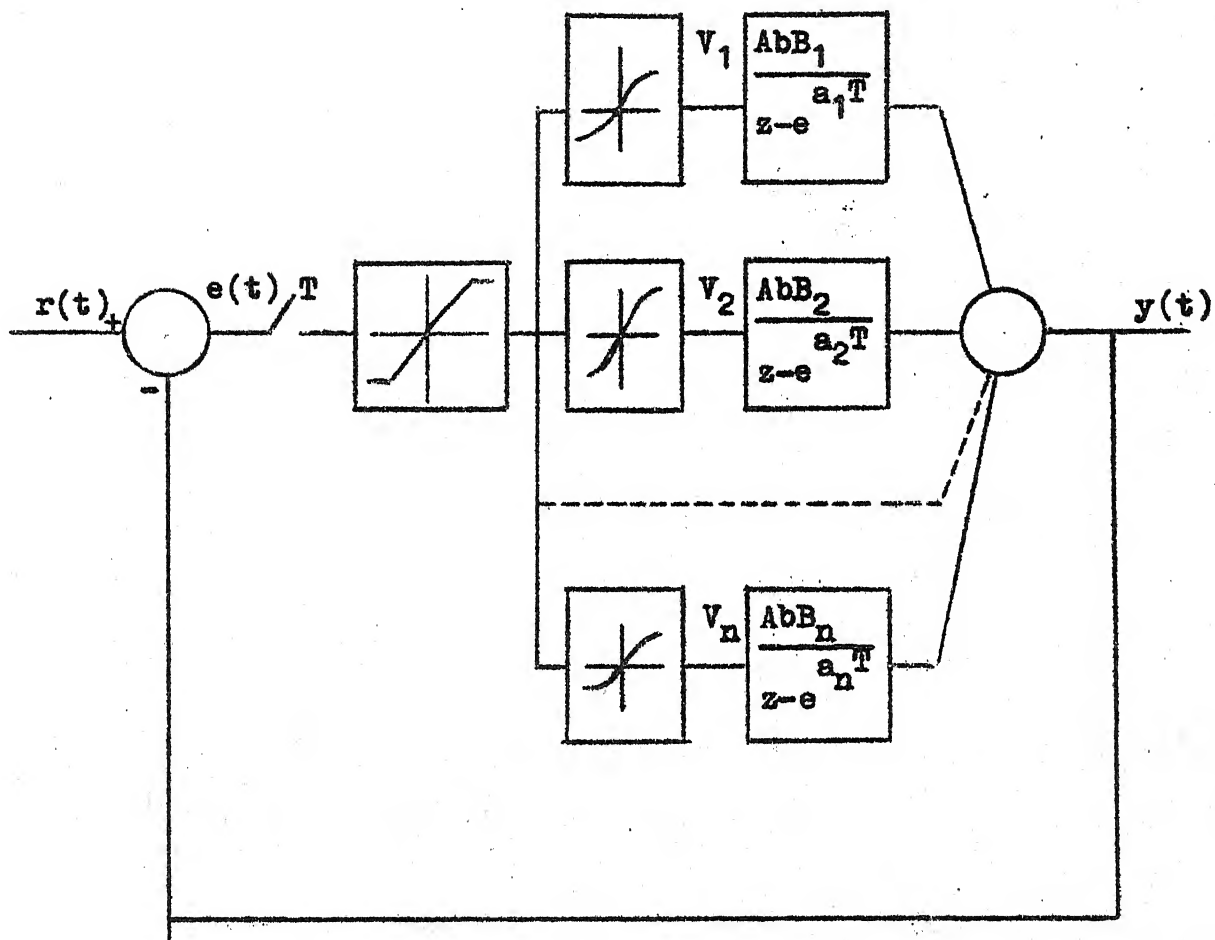 V₁
AbB₁
z-e^a₁T
r(t) +
-
e(t) T
V₂
AbB₂
z-e^a₂T
y(t)
Vₙ
AbBₙ
z-e^aₙT